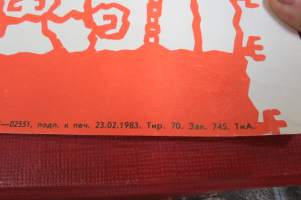 —02551, подп. к печ. 23.02.1983. Тир. 70. Зак. 745. ТиА.